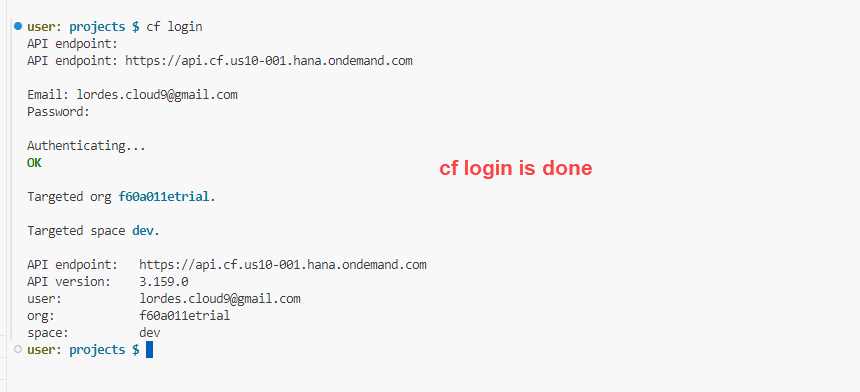 user: projects $ cf login
API endpoint:
API endpoint: https://api.cf.us10-001.hana.ondemand.com
Email: lordes.cloud9@gmail.com
Password:
Authenticating...
OK
cf login is done
Targeted org f60a011etrial.
Targeted space dev.
API endpoint: https://api.cf.us10-001.hana.ondemand.com
API version: 3.159.0
user: lordes.cloud9@gmail.com
org: f60a011etrial
space: dev
user: projects $